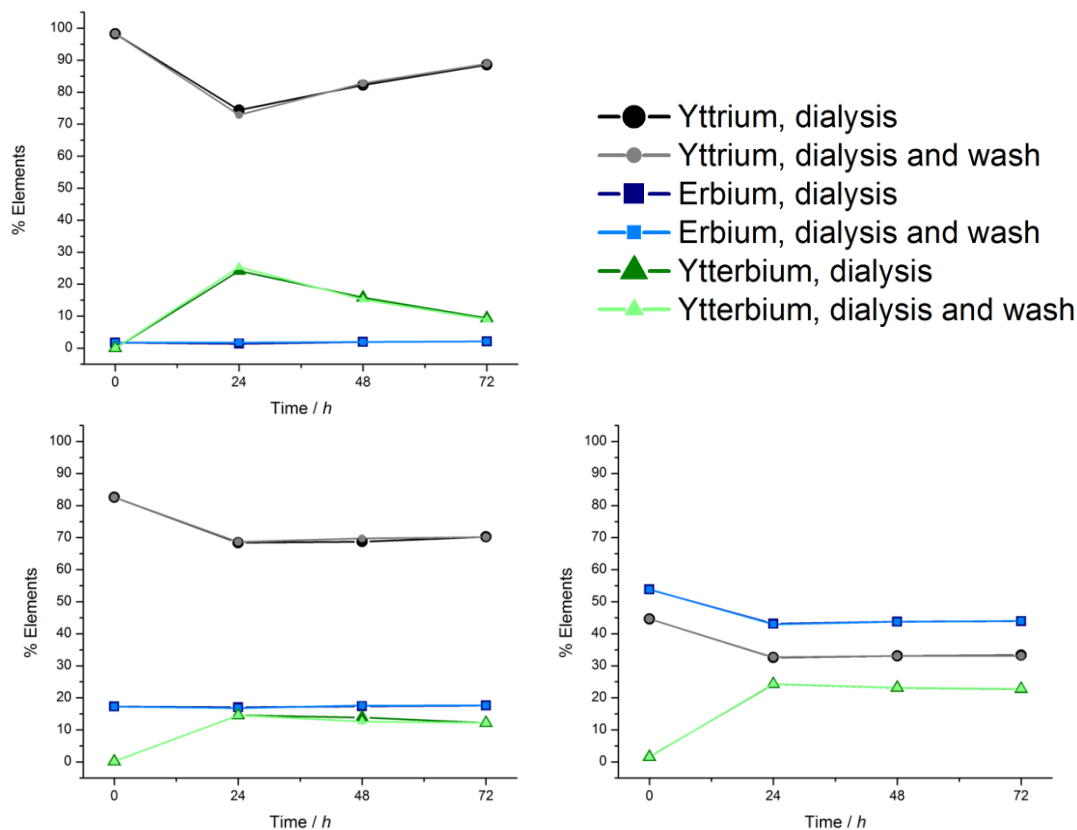 100
90
80
70
60
50
40
30
20
10
0
% Elements
0 24 48 72
Time / h
Yttrium, dialysis
Yttrium, dialysis and wash
Erbium, dialysis
Erbium, dialysis and wash
Ytterbium, dialysis
Ytterbium, dialysis and wash
100
90
80
70
60
50
40
30
20
10
0
% Elements
0 24 48 72
Time / h
100
90
80
70
60
50
40
30
20
10
0
% Elements
0 24 48 72
Time / h